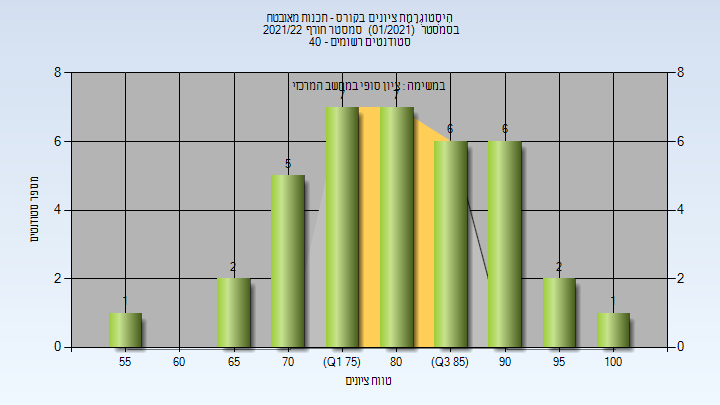 היסטוגרמת ציונים בקורס - תכנות מאובטח
בסמסטר (01/2021) סמסטר חורף 2021/22
סטודנטים רשומים - 40
במשימה : ציון סופי במחשב המרכזי
8 8
6 6
4 4
2 2
0 0
מספר סטודנטים
1 2 5 7 7 6 6 2 1
55 60 65 70 (Q1 75) 80 (Q3 85) 90 95 100
טווח ציונים